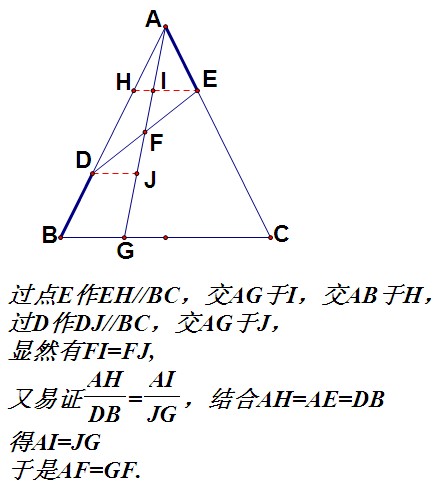 A
H
I
E
F
D
J
B
G
C
过点E作EH//BC，交AG于I，交AB于H，
过D作DJ//BC，交AG于J，
显然有FI=FJ,
又易证AH/DB=AI/JG，结合AH=AE=DB
得AI=JG
于是AF=GF.